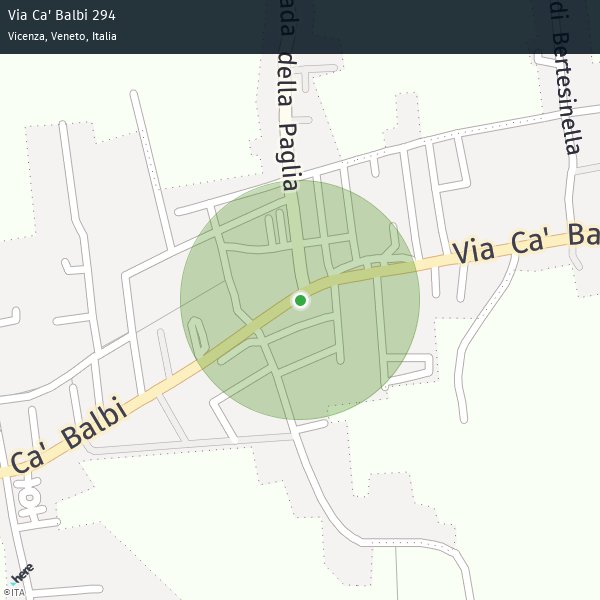 Via Ca' Balbi 294
Vicenza, Veneto, Italia
ada della Paglia
di Bertesinella
Via Ca' Ba
Ca' Balbi
here
©ITA